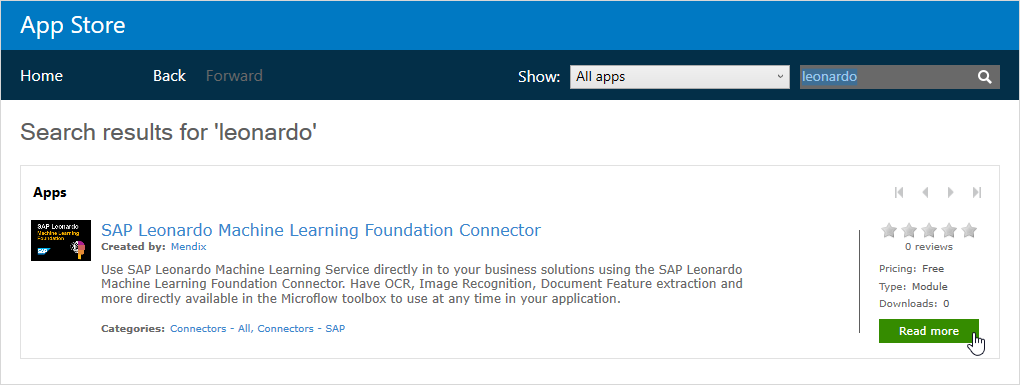 App Store
Home Back Forward Show: All apps leonardo
Search results for 'leonardo'
Apps
SAP Leonardo
Machine Learning
Foundation
SAP
SAP Leonardo Machine Learning Foundation Connector
Created by: Mendix
Use SAP Leonardo Machine Learning Service directly in to your business solutions using the SAP Leonardo
Machine Learning Foundation Connector. Have OCR, Image Recognition, Document Feature extraction and
more directly available in the Microflow toolbox to use at any time in your application.
Categories: Connectors - All, Connectors - SAP
0 reviews
Pricing: Free
Type: Module
Downloads: 0
Read more